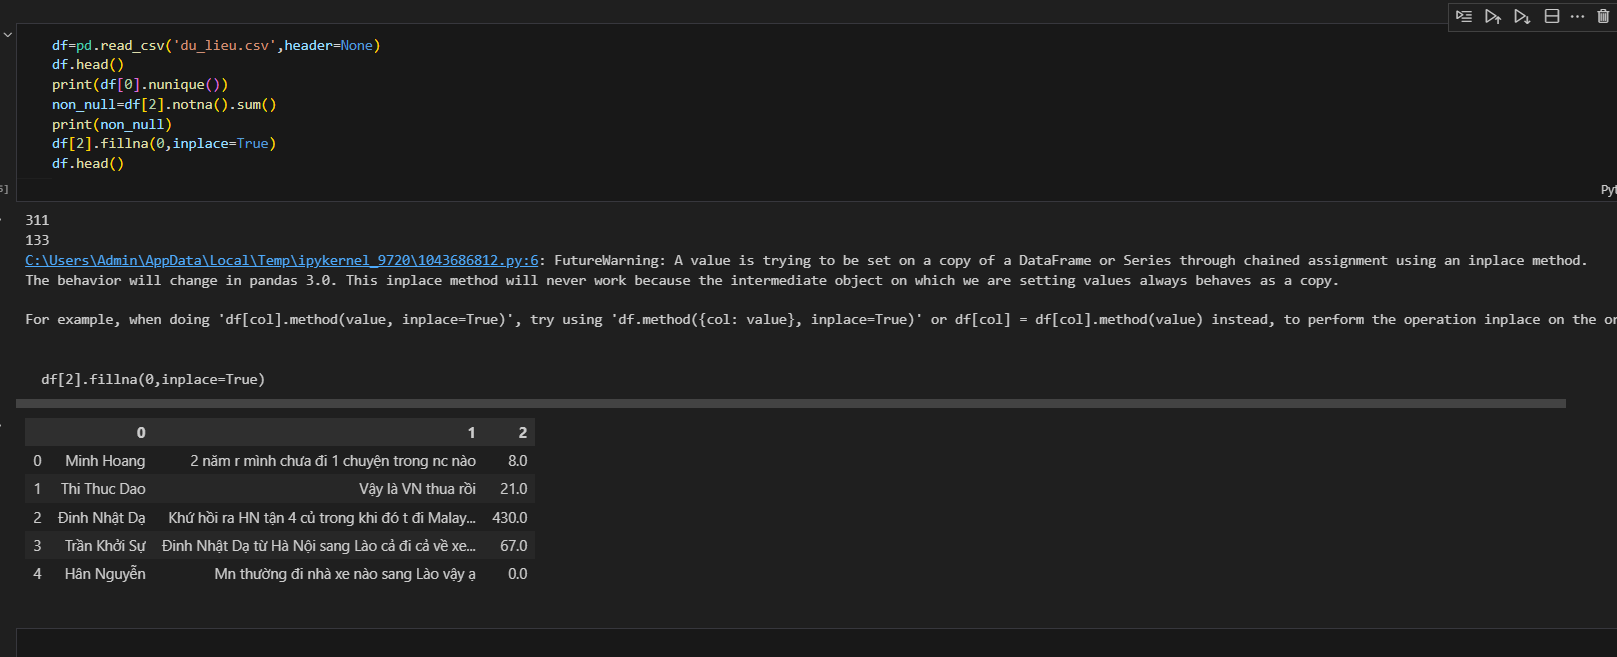 df=pd.read_csv('du_lieu.csv',header=None)
df.head()
print(df[0].nunique())
non_null=df[2].notna().sum()
print(non_null)
df[2].fillna(0,inplace=True)
df.head()
311
133
C:\Users\Admin\AppData\Local\Temp\ipykernel_9720\1043686812.py:6: FutureWarning: A value is trying to be set on a copy of a DataFrame or Series through chained assignment using an inplace method.
The behavior will change in pandas 3.0. This inplace method will never work because the intermediate object on which we are setting values always behaves as a copy.
For example, when doing 'df[col].method(value, inplace=True)', try using 'df.method({col: value}, inplace=True)' or df[col] = df[col].method(value) instead, to perform the operation inplace on the
df[2].fillna(0,inplace=True)
0 1 2
0 Minh Hoang 2 năm r mình chưa đi 1 chuyện trong nc nào 8.0
1 Thi Thuc Dao Vậy là VN thua rồi 21.0
2 Đinh Nhật Dạ Khứ hồi ra HN tận 4 củ trong khi đó t đi Malay... 430.0
3 Trần Khởi Sự Đinh Nhật Dạ từ Hà Nội sang Lào cả đi cả về xe... 67.0
4 Hân Nguyễn Mn thường đi nhà xe nào sang Lào vậy ạ 0.0